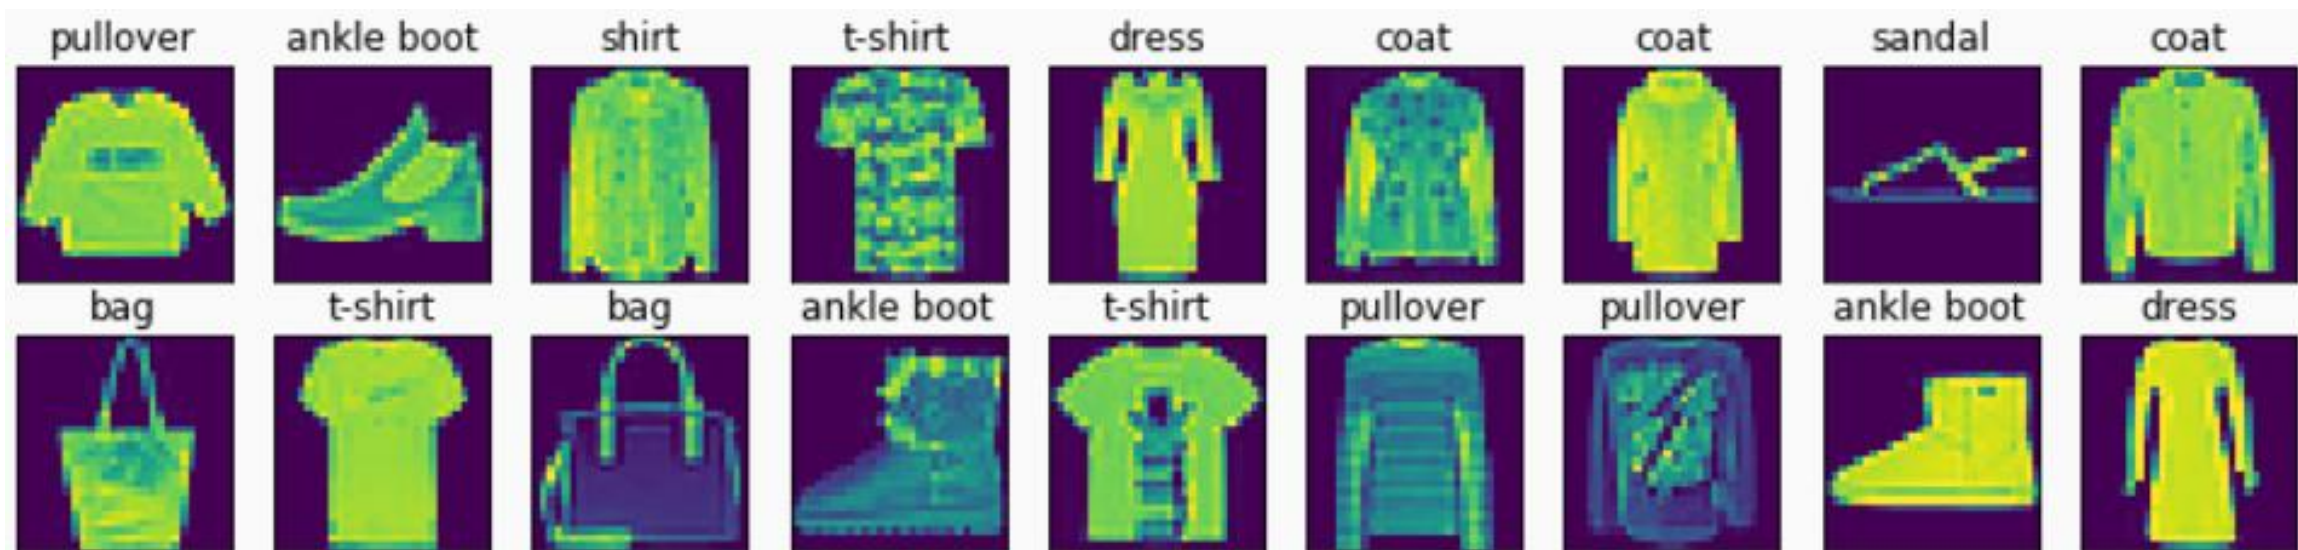 pullover ankle boot shirt t-shirt dress coat coat sandal coat
bag t-shirt bag ankle boot t-shirt pullover pullover ankle boot dress